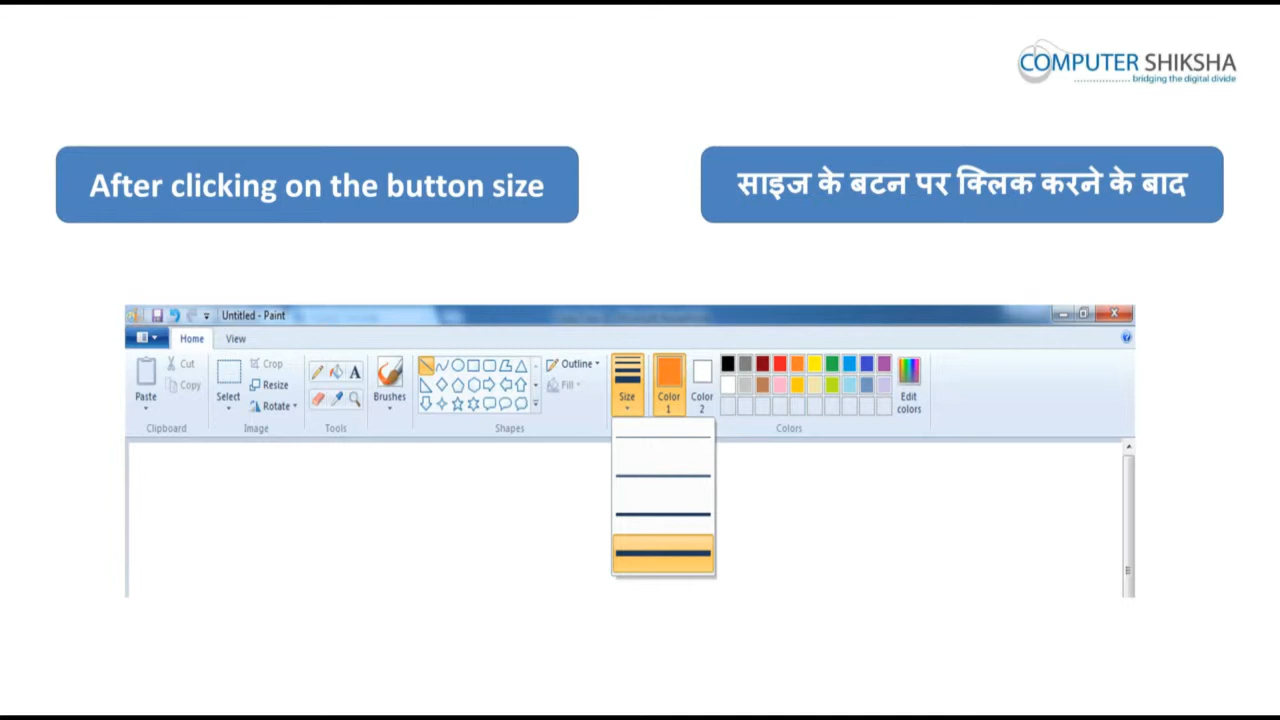 COMPUTER SHIKSHA
bridging the digital divide
After clicking on the button size
साइज के बटन पर क्लिक करने के बाद
Untitled - Paint
Home View
Cut Crop Outline
Copy Resize Fill
Paste Select Rotate A Brushes Size Color 1 Color 2 Edit colors
Clipboard Image Tools Shapes Colors